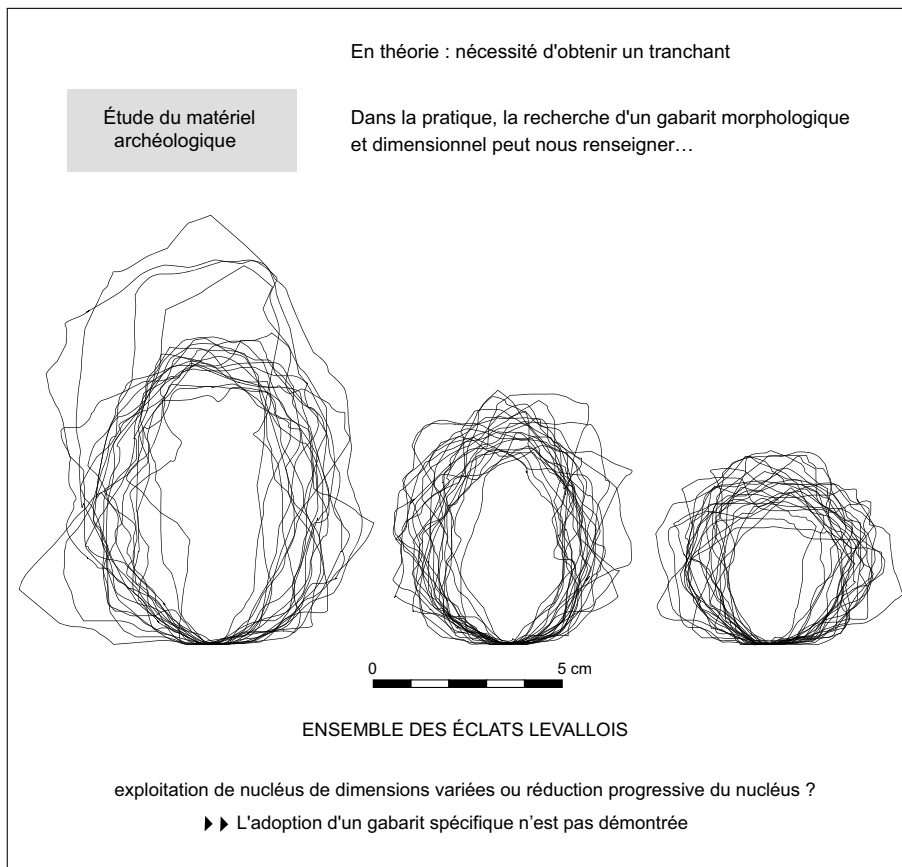 En théorie : nécessité d'obtenir un tranchant
Étude du matériel
archéologique
Dans la pratique, la recherche d'un gabarit morphologique
et dimensionnel peut nous renseigner…
0
5 cm
ENSEMBLE DES ÉCLATS LEVALLOIS
exploitation de nucléus de dimensions variées ou réduction progressive du nucléus ?
L'adoption d'un gabarit spécifique n’est pas démontrée